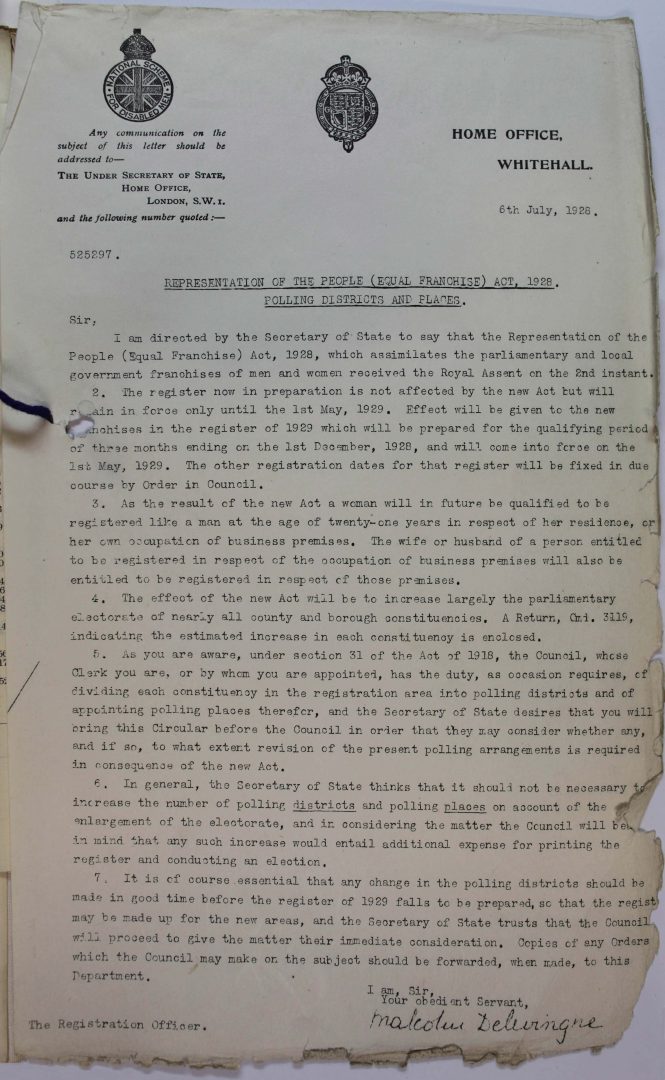 NATIONAL SCHEME
FOR DISABLED MEN
Any communication on the
subject of this letter should be
addressed to—
THE UNDER SECRETARY OF STATE,
HOME OFFICE,
LONDON, S.W.1.
and the following number quoted :—
HOME OFFICE,
WHITEHALL.
6th July, 1928.
525297.
REPRESENTATION OF THE PEOPLE (EQUAL FRANCHISE) ACT, 1928.
POLLING DISTRICTS AND PLACES.
Sir,
I am directed by the Secretary of State to say that the Representation of the
People (Equal Franchise) Act, 1928, which assimilates the parliamentary and local
government franchises of men and women received the Royal Assent on the 2nd instant.
2. The register now in preparation is not affected by the new Act but will
in force only until the 1st May, 1929. Effect will be given to the new
franchises in the register of 1929 which will be prepared for the qualifying period
of three months ending on the 1st December, 1928, and will come into force on the
1st May, 1929. The other registration dates for that register will be fixed in due
course by Order in Council.
3. As the result of the new Act a woman will in future be qualified to be
registered like a man at the age of twenty-one years in respect of her residence, or
her own occupation of business premises. The wife or husband of a person entitled
to be registered in respect of the occupation of business premises will also be
entitled to be registered in respect of those premises.
4. The effect of the new Act will be to increase largely the parliamentary
electorate of nearly all county and borough constituencies. A Return, Cmd. 3119,
indicating the estimated increase in each constituency is enclosed.
5. As you are aware, under section 31 of the Act of 1918, the Council, whose
Clerk you are, or by whom you are appointed, has the duty, as occasion requires, of
dividing each constituency in the registration area into polling districts and of
appointing polling places therefor, and the Secretary of State desires that you will
bring this Circular before the Council in order that they may consider whether any,
and if so, to what extent revision of the present polling arrangements is required
in consequence of the new Act.
6. In general, the Secretary of State thinks that it should not be necessary to
increase the number of polling districts and polling places on account of the
enlargement of the electorate, and in considering the matter the Council will
in mind that any such increase would entail additional expense for printing the
register and conducting an election.
7. It is of course essential that any change in the polling districts should be
made in good time before the register of 1929 falls to be prepared, so that the regist
may be made up for the new areas, and the Secretary of State trusts that the Council
will proceed to give the matter their immediate consideration. Copies of any Orders
which the Council may make on the subject should be forwarded, when made, to this
Department.
I am, Sir,
Your obedient Servant,
Malcolm Delevingne
The Registration Officer.